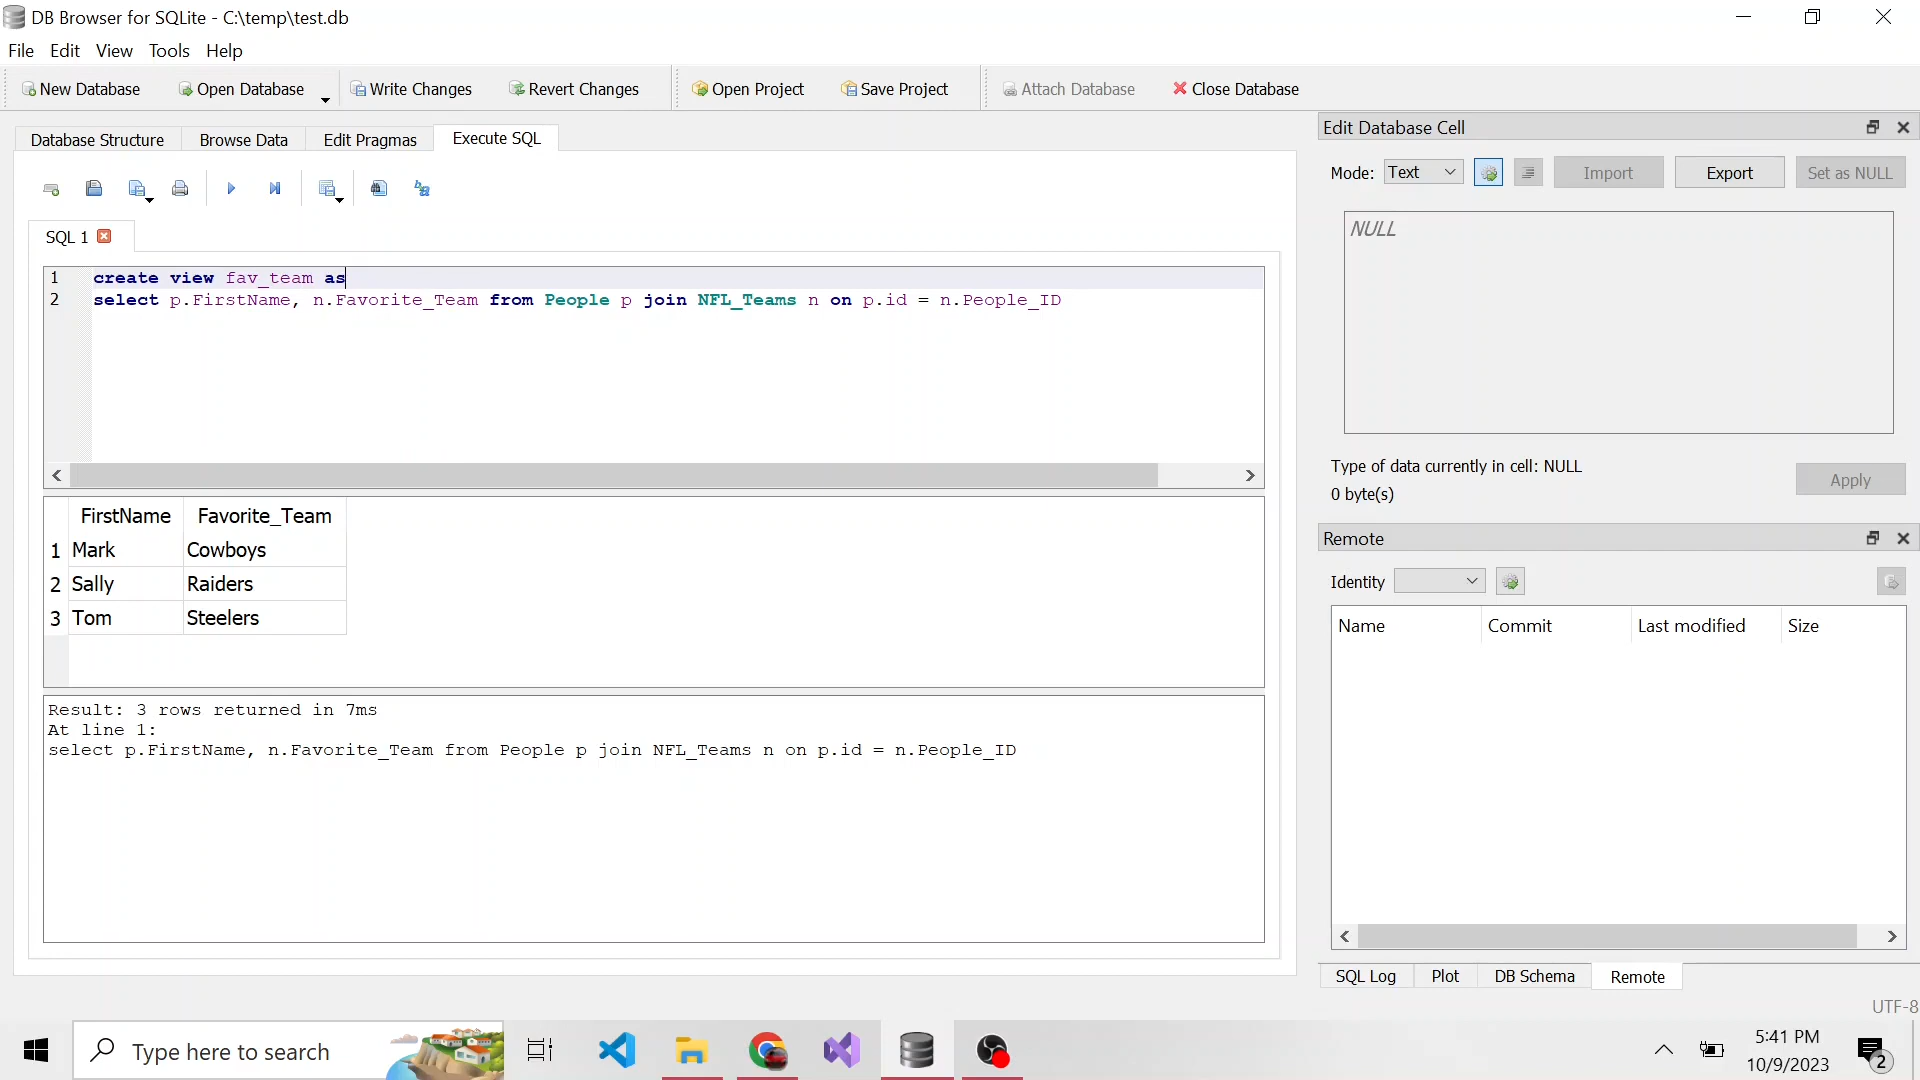 DB Browser for SQLite - C:\temp\test.db
File Edit View Tools Help
New Database Open Database Write Changes Revert Changes Open Project Save Project Attach Database Close Database
Database Structure Browse Data Edit Pragmas Execute SQL
SQL 1
1 create view fav_team as
2 select p.FirstName, n.Favorite_Team from People p join NFL_Teams n on p.id = n.People_ID
FirstName Favorite_Team
1 Mark Cowboys
2 Sally Raiders
3 Tom Steelers
Result: 3 rows returned in 7ms
At line 1:
select p.FirstName, n.Favorite_Team from People p join NFL_Teams n on p.id = n.People_ID
Edit Database Cell
Mode: Text Import Export Set as NULL
NULL
Type of data currently in cell: NULL
0 byte(s)
Apply
Remote
Identity
Name Commit Last modified Size
SQL Log Plot DB Schema Remote
UTF-8
Type here to search
5:41 PM
10/9/2023
2